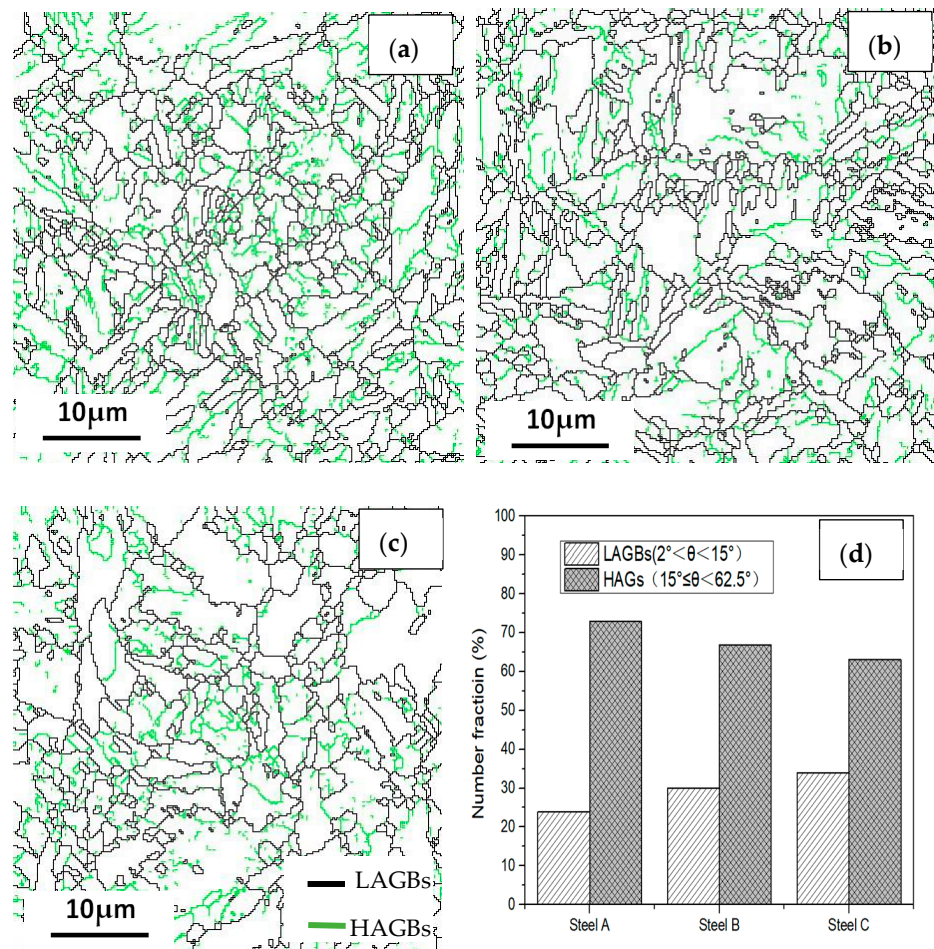 (a)
10μm
(b)
10μm
(c)
10μm
LAGBs
HAGBs
(d)
LAGBs(2°＜θ＜15°)
HAGs（15°≤θ＜62.5°）
Number fractioin (%)
100
90
80
70
60
50
40
30
20
10
0
Steel A
Steel B
Steel C